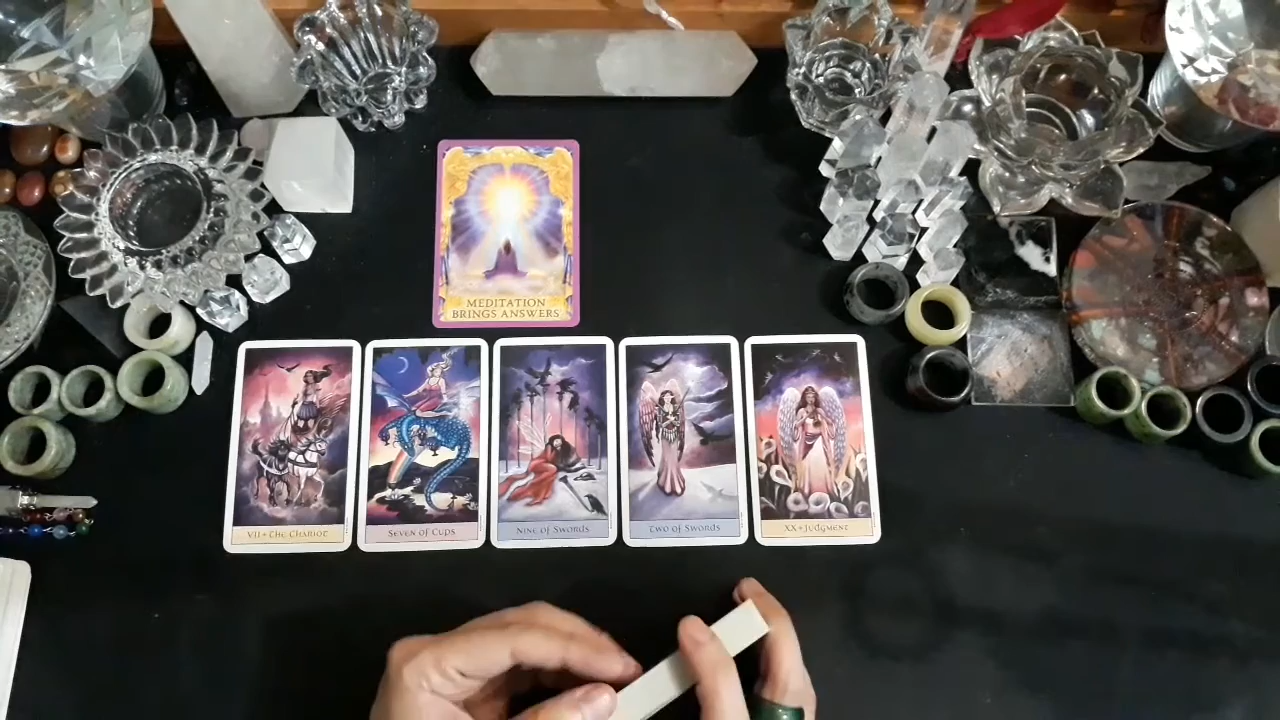 MEDITATION
BRINGS ANSWERS
VII • The Chariot
Seven of Cups
Nine of Swords
Two of Swords
XX • Judgment